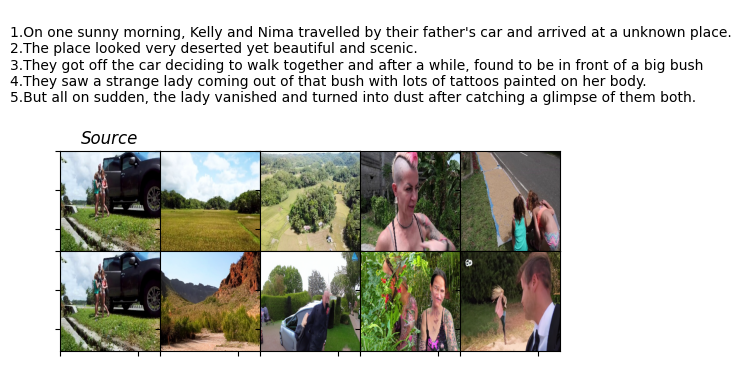 1.On one sunny morning, Kelly and Nima travelled by their father's car and arrived at a unknown place.
2.The place looked very deserted yet beautiful and scenic.
3.They got off the car deciding to walk together and after a while, found to be in front of a big bush
4.They saw a strange lady coming out of that bush with lots of tattoos painted on her body.
5.But all on sudden, the lady vanished and turned into dust after catching a glimpse of them both.
Source